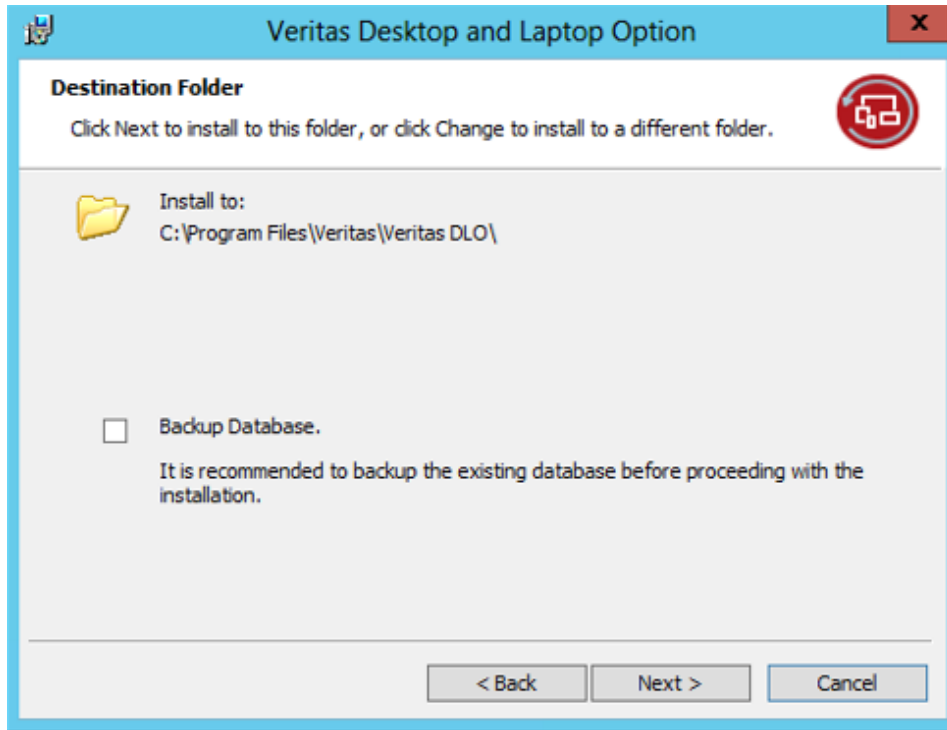 Veritas Desktop and Laptop Option
x
Destination Folder
Click Next to install to this folder, or click Change to install to a different folder.
Install to:
C:\Program Files\Veritas\Veritas DLO\
Backup Database.
It is recommended to backup the existing database before proceeding with the
installation.
< Back
Next >
Cancel